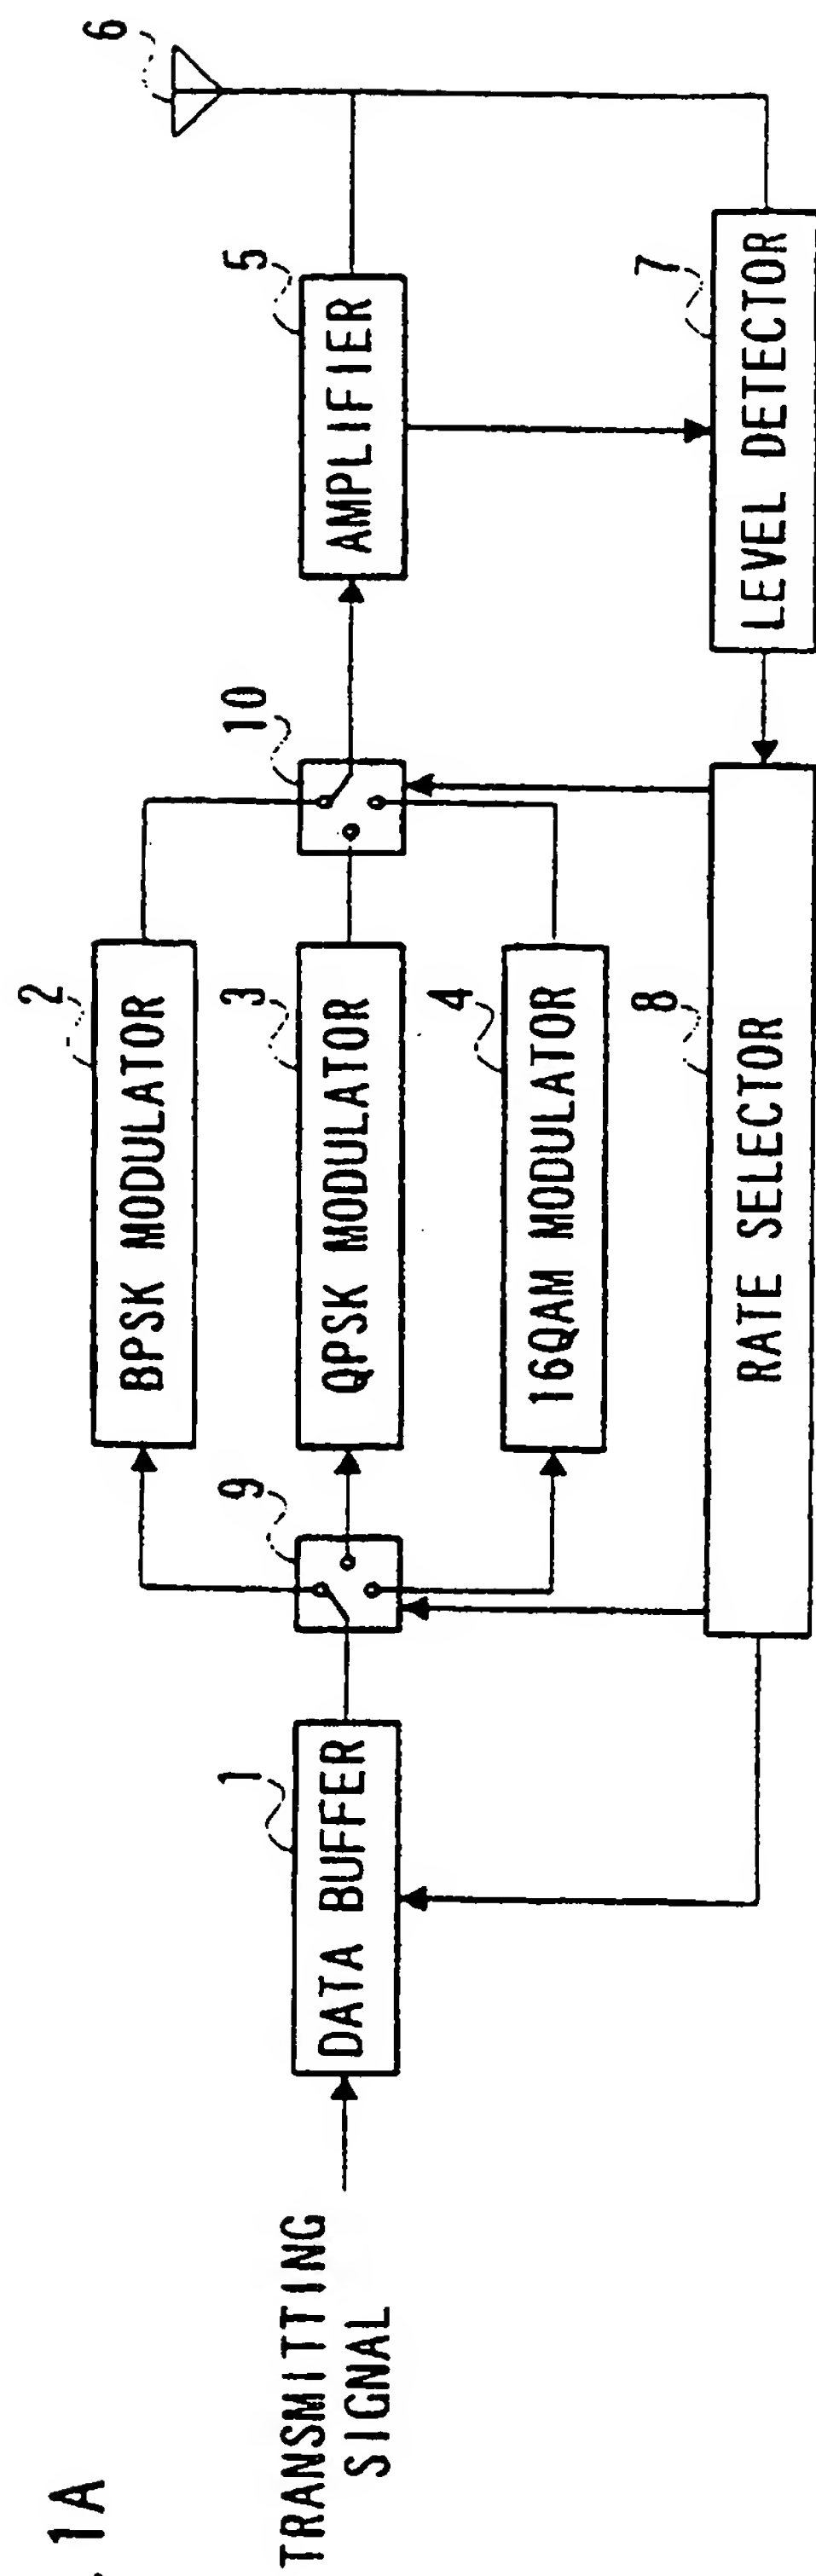 1A
TRANSMITTING
SIGNAL
1
DATA BUFFER
9
2
BPSK MODULATOR
3
QPSK MODULATOR
4
16QAM MODULATOR
10
5
AMPLIFIER
6
7
LEVEL DETECTOR
8
RATE SELECTOR